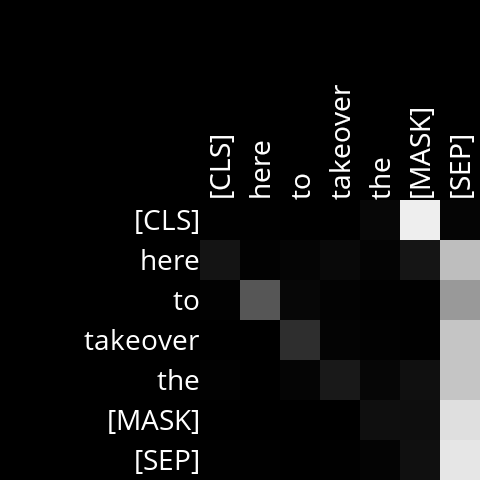 [CLS] here to takeover the [MASK] [SEP]
[CLS]
here
to
takeover
the
[MASK]
[SEP]